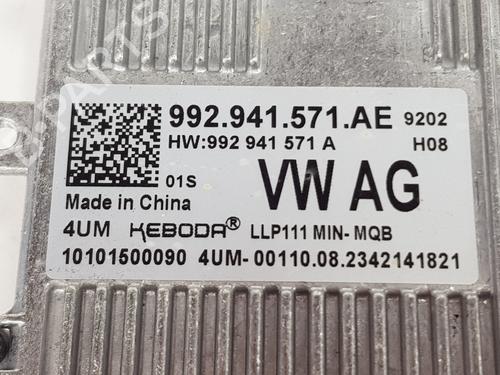 992.941.571.AE 9202
HW:992 941 571 A H08
01S VW AG
Made in China
4UM KEBODA® LLP111 MIN-MQB
10101500090 4UM-00110.08.2342141821
B-PARTS